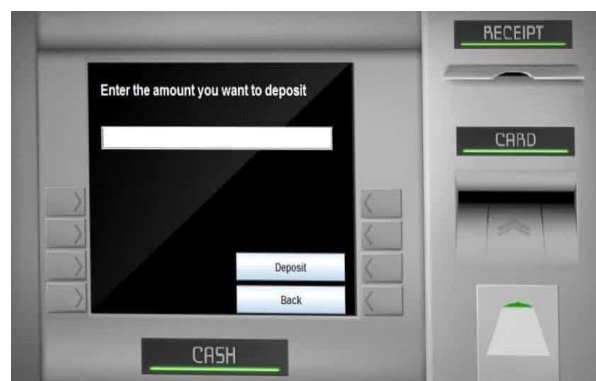 Enter the amount you want to deposit
Deposit
Back
CASH
RECEIPT
CARD